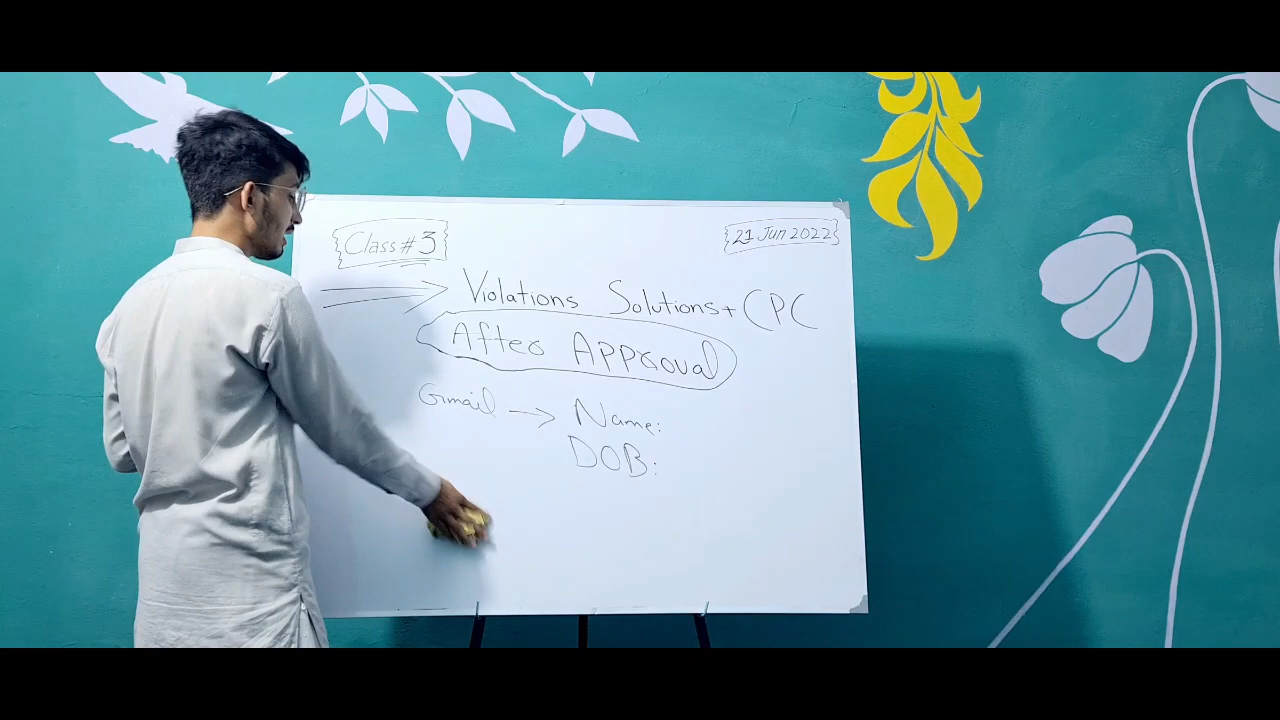 Class # 3
21 Jun 2022
Violations Solutions + CPC
After Approval
Gmail → Name:
DOB: